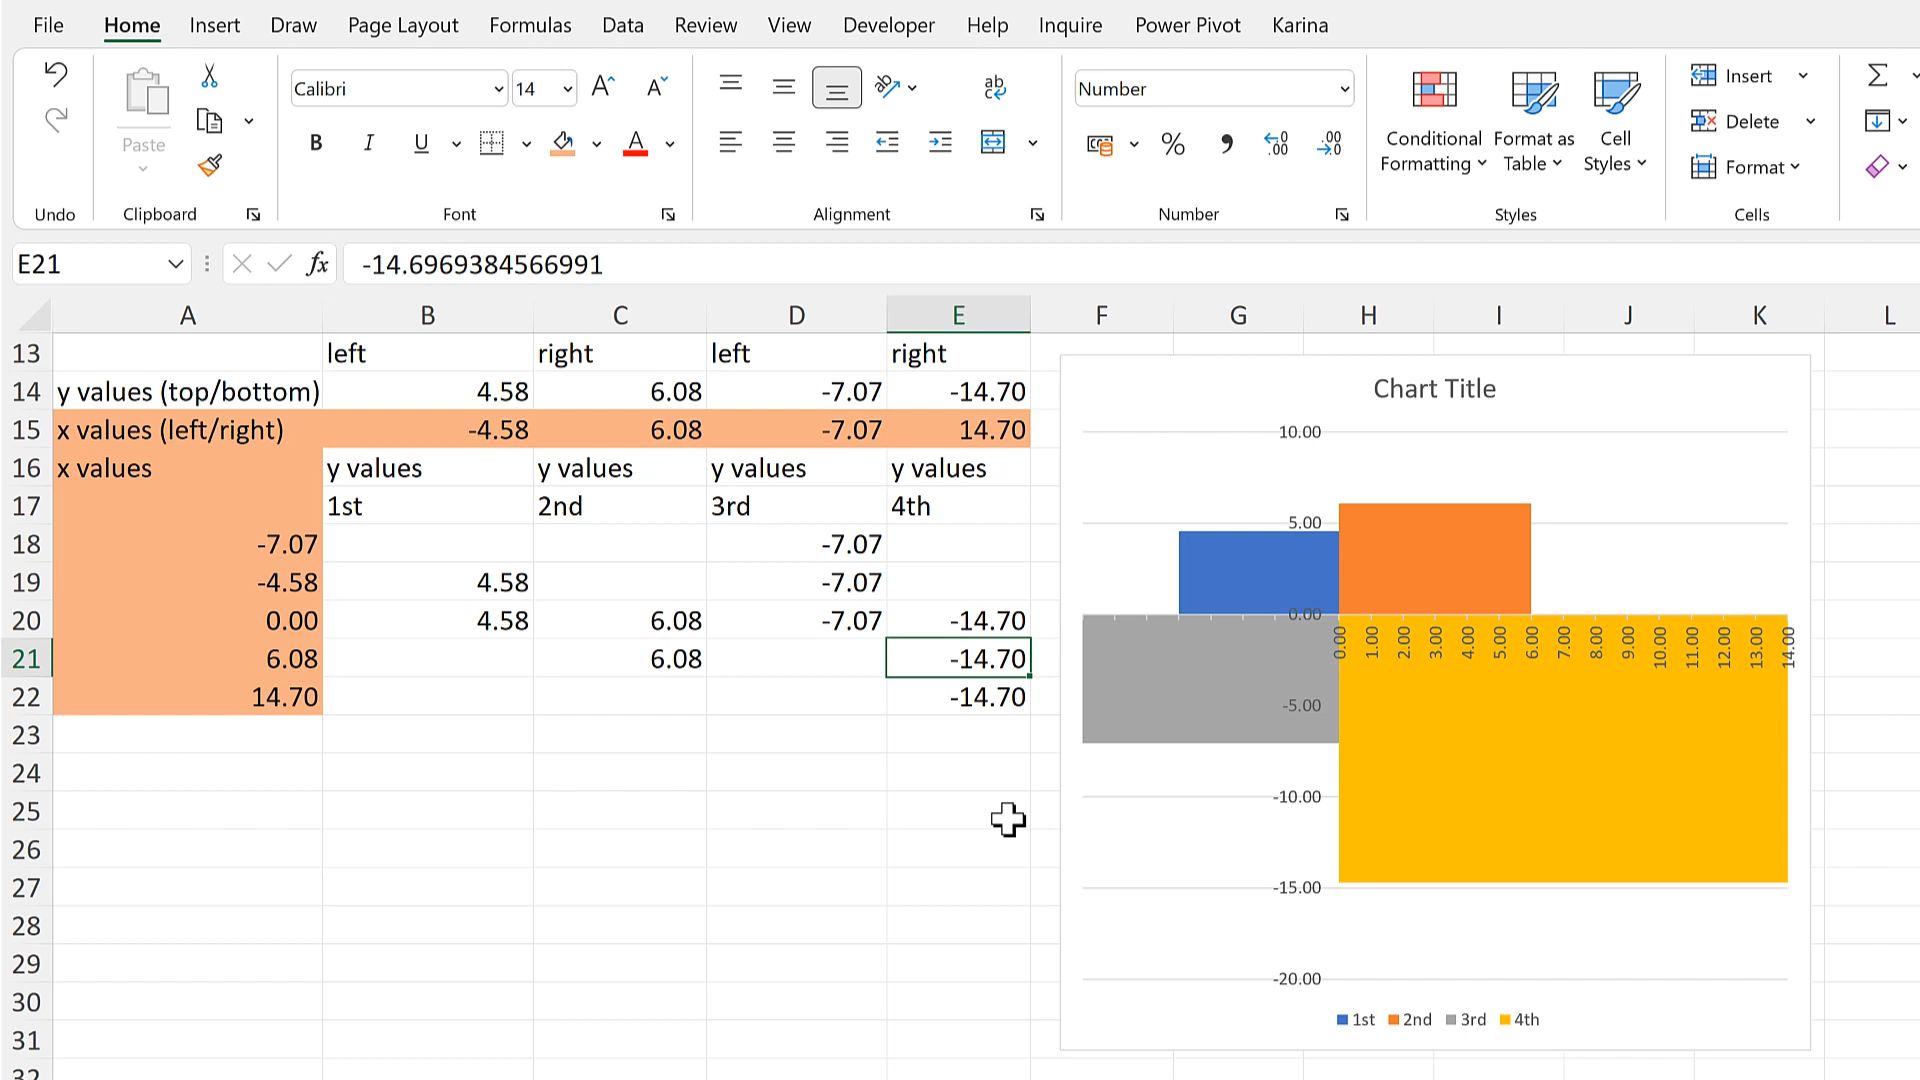 File Home Insert Draw Page Layout Formulas Data Review View Developer Help Inquire Power Pivot Karina
Calibri 14 A A ab ab c Number Insert Σ
Paste B I U A % 9 .00 .00 .0 Conditional Formatting Format as Table Cell Styles Delete
Format
Undo Clipboard Font Alignment Number Styles Cells
E21 fx -14.6969384566991
A B C D E F G H I J K L
13 left right left right
14 y values (top/bottom) 4.58 6.08 -7.07 -14.70
15 x values (left/right) -4.58 6.08 -7.07 14.70
16 x values y values y values y values y values
17 1st 2nd 3rd 4th
18 -7.07 -7.07
19 -4.58 4.58 -7.07
20 0.00 4.58 6.08 -7.07 -14.70
21 6.08 6.08 -14.70
22 14.70 -14.70
23
24
25
26
27
28
29
30
31
32
Chart Title
10.00
5.00
0.00
0.00 1.00 2.00 3.00 4.00 5.00 6.00 7.00 8.00 9.00 10.00 11.00 12.00 13.00 14.00
-5.00
-10.00
-15.00
-20.00
1st 2nd 3rd 4th